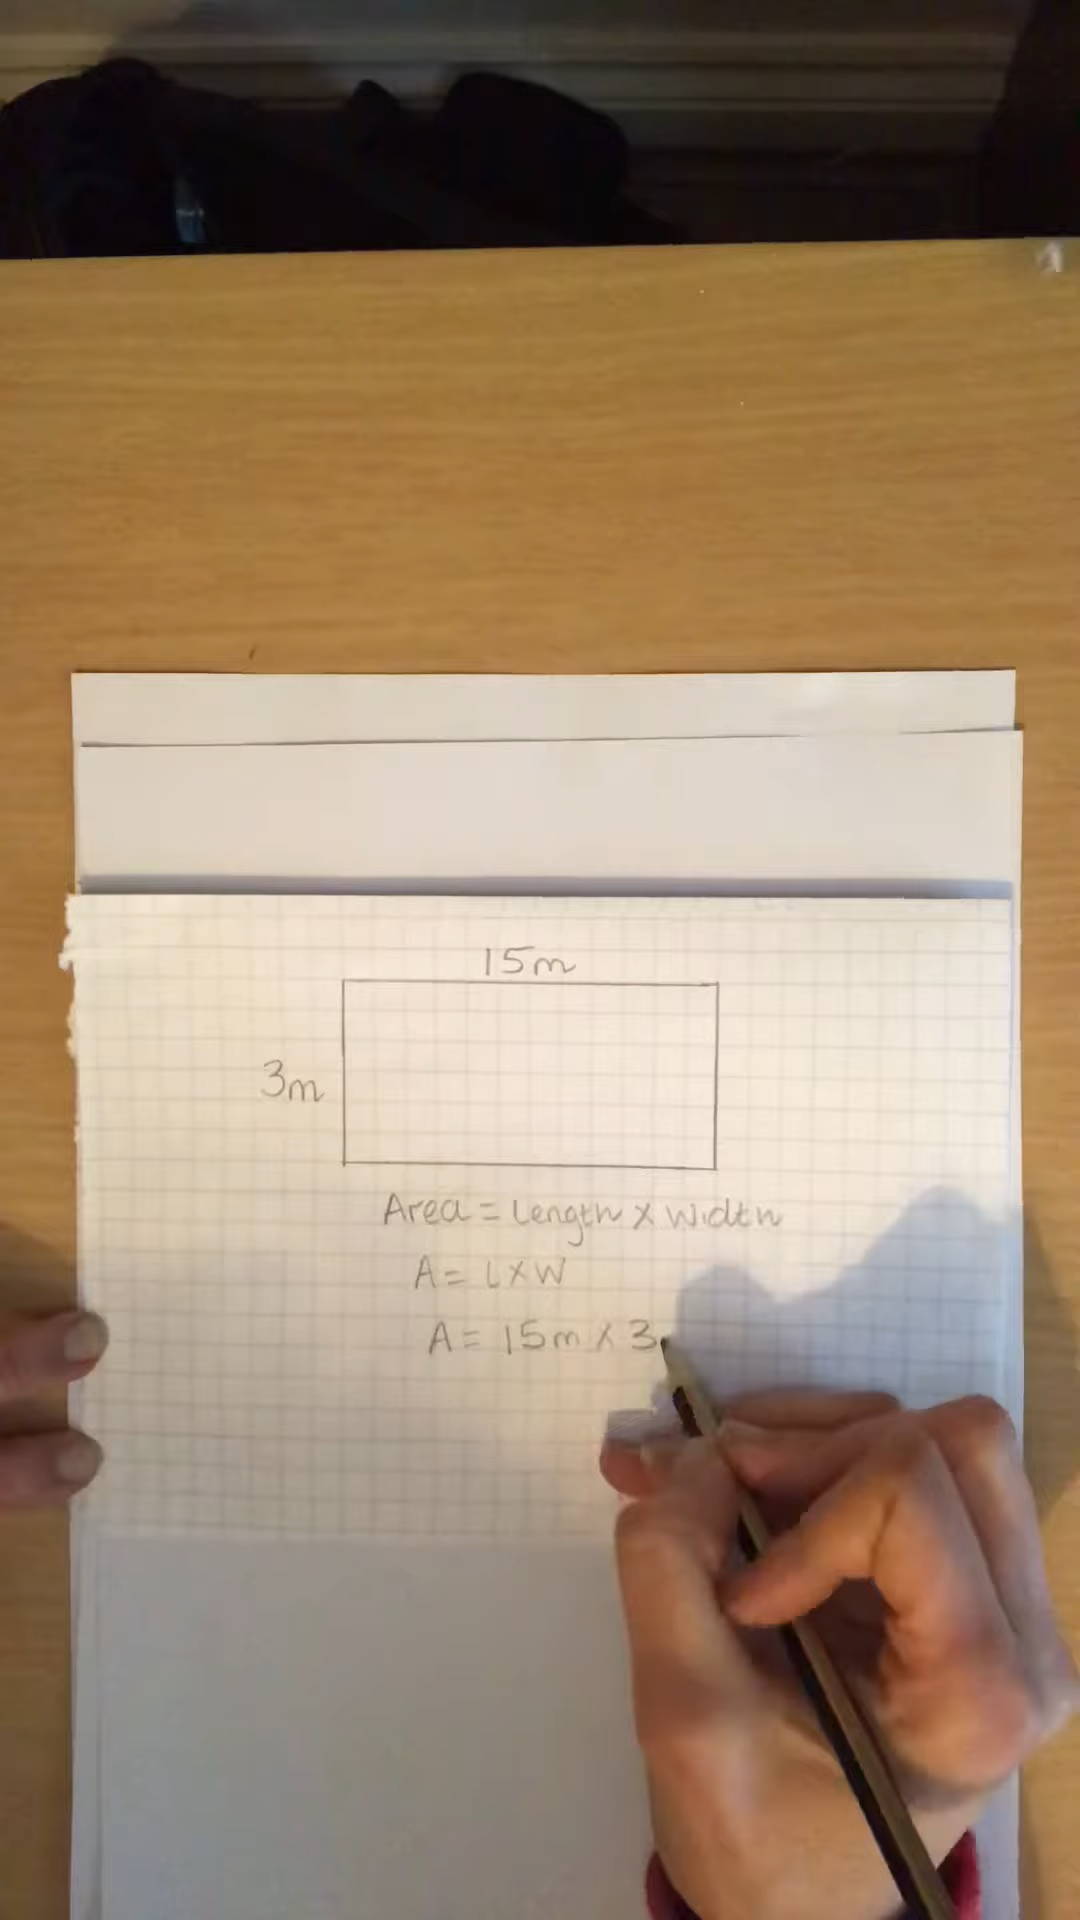 15m
3m
Area = Length x Width
A = L x W
A = 15m x 3